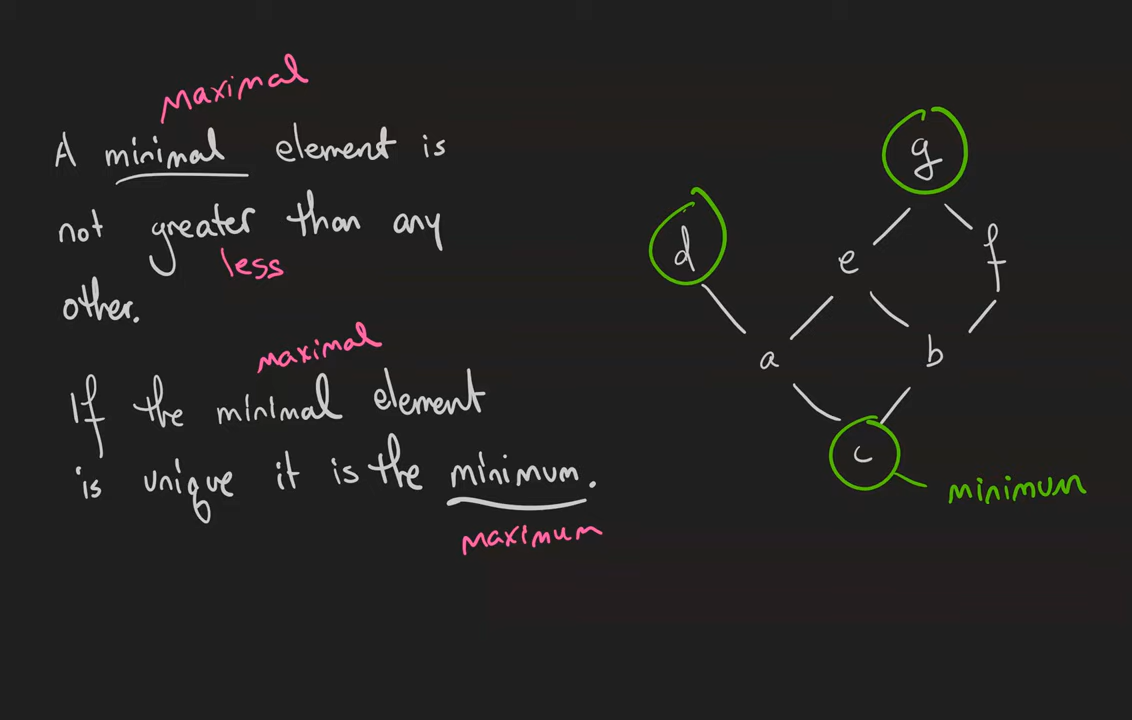 maximal
A minimal element is
not greater than any
less
other.
maximal
If the minimal element
is unique it is the minimum.
maximum
g
d
e f
a b
c
minimum